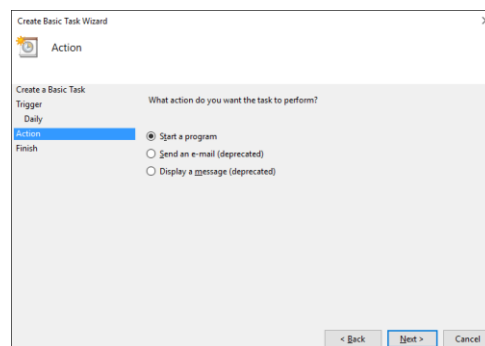 Create Basic Task Wizard
Action
Create a Basic Task
Trigger
Daily
Action
Finish
What action do you want the task to perform?
Start a program
Send an e-mail (deprecated)
Display a message (deprecated)
< Back
Next >
Cancel